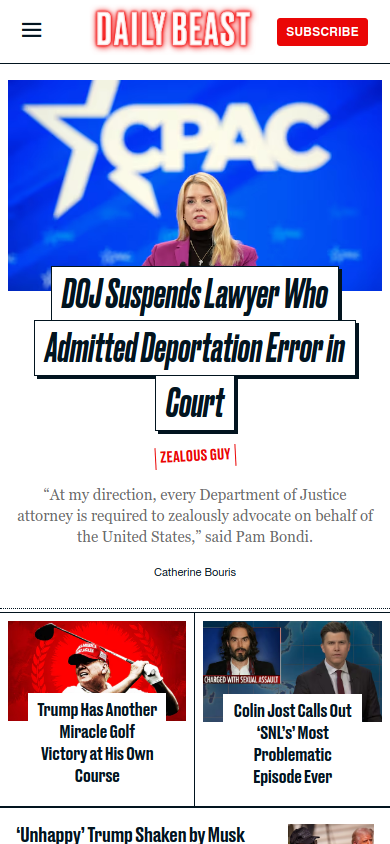 DAILY BEAST
SUBSCRIBE
CPAC
DOJ Suspends Lawyer Who
Admitted Deportation Error in
Court
ZEALOUS GUY
“At my direction, every Department of Justice
attorney is required to zealously advocate on behalf of
the United States,” said Pam Bondi.
Catherine Bouris
Trump Has Another
Miracle Golf
Victory at His Own
Course
CHARGED WITH SEXUAL ASSAULT
Colin Jost Calls Out
‘SNL’s’ Most
Problematic
Episode Ever
‘Unhappy’ Trump Shaken by Musk